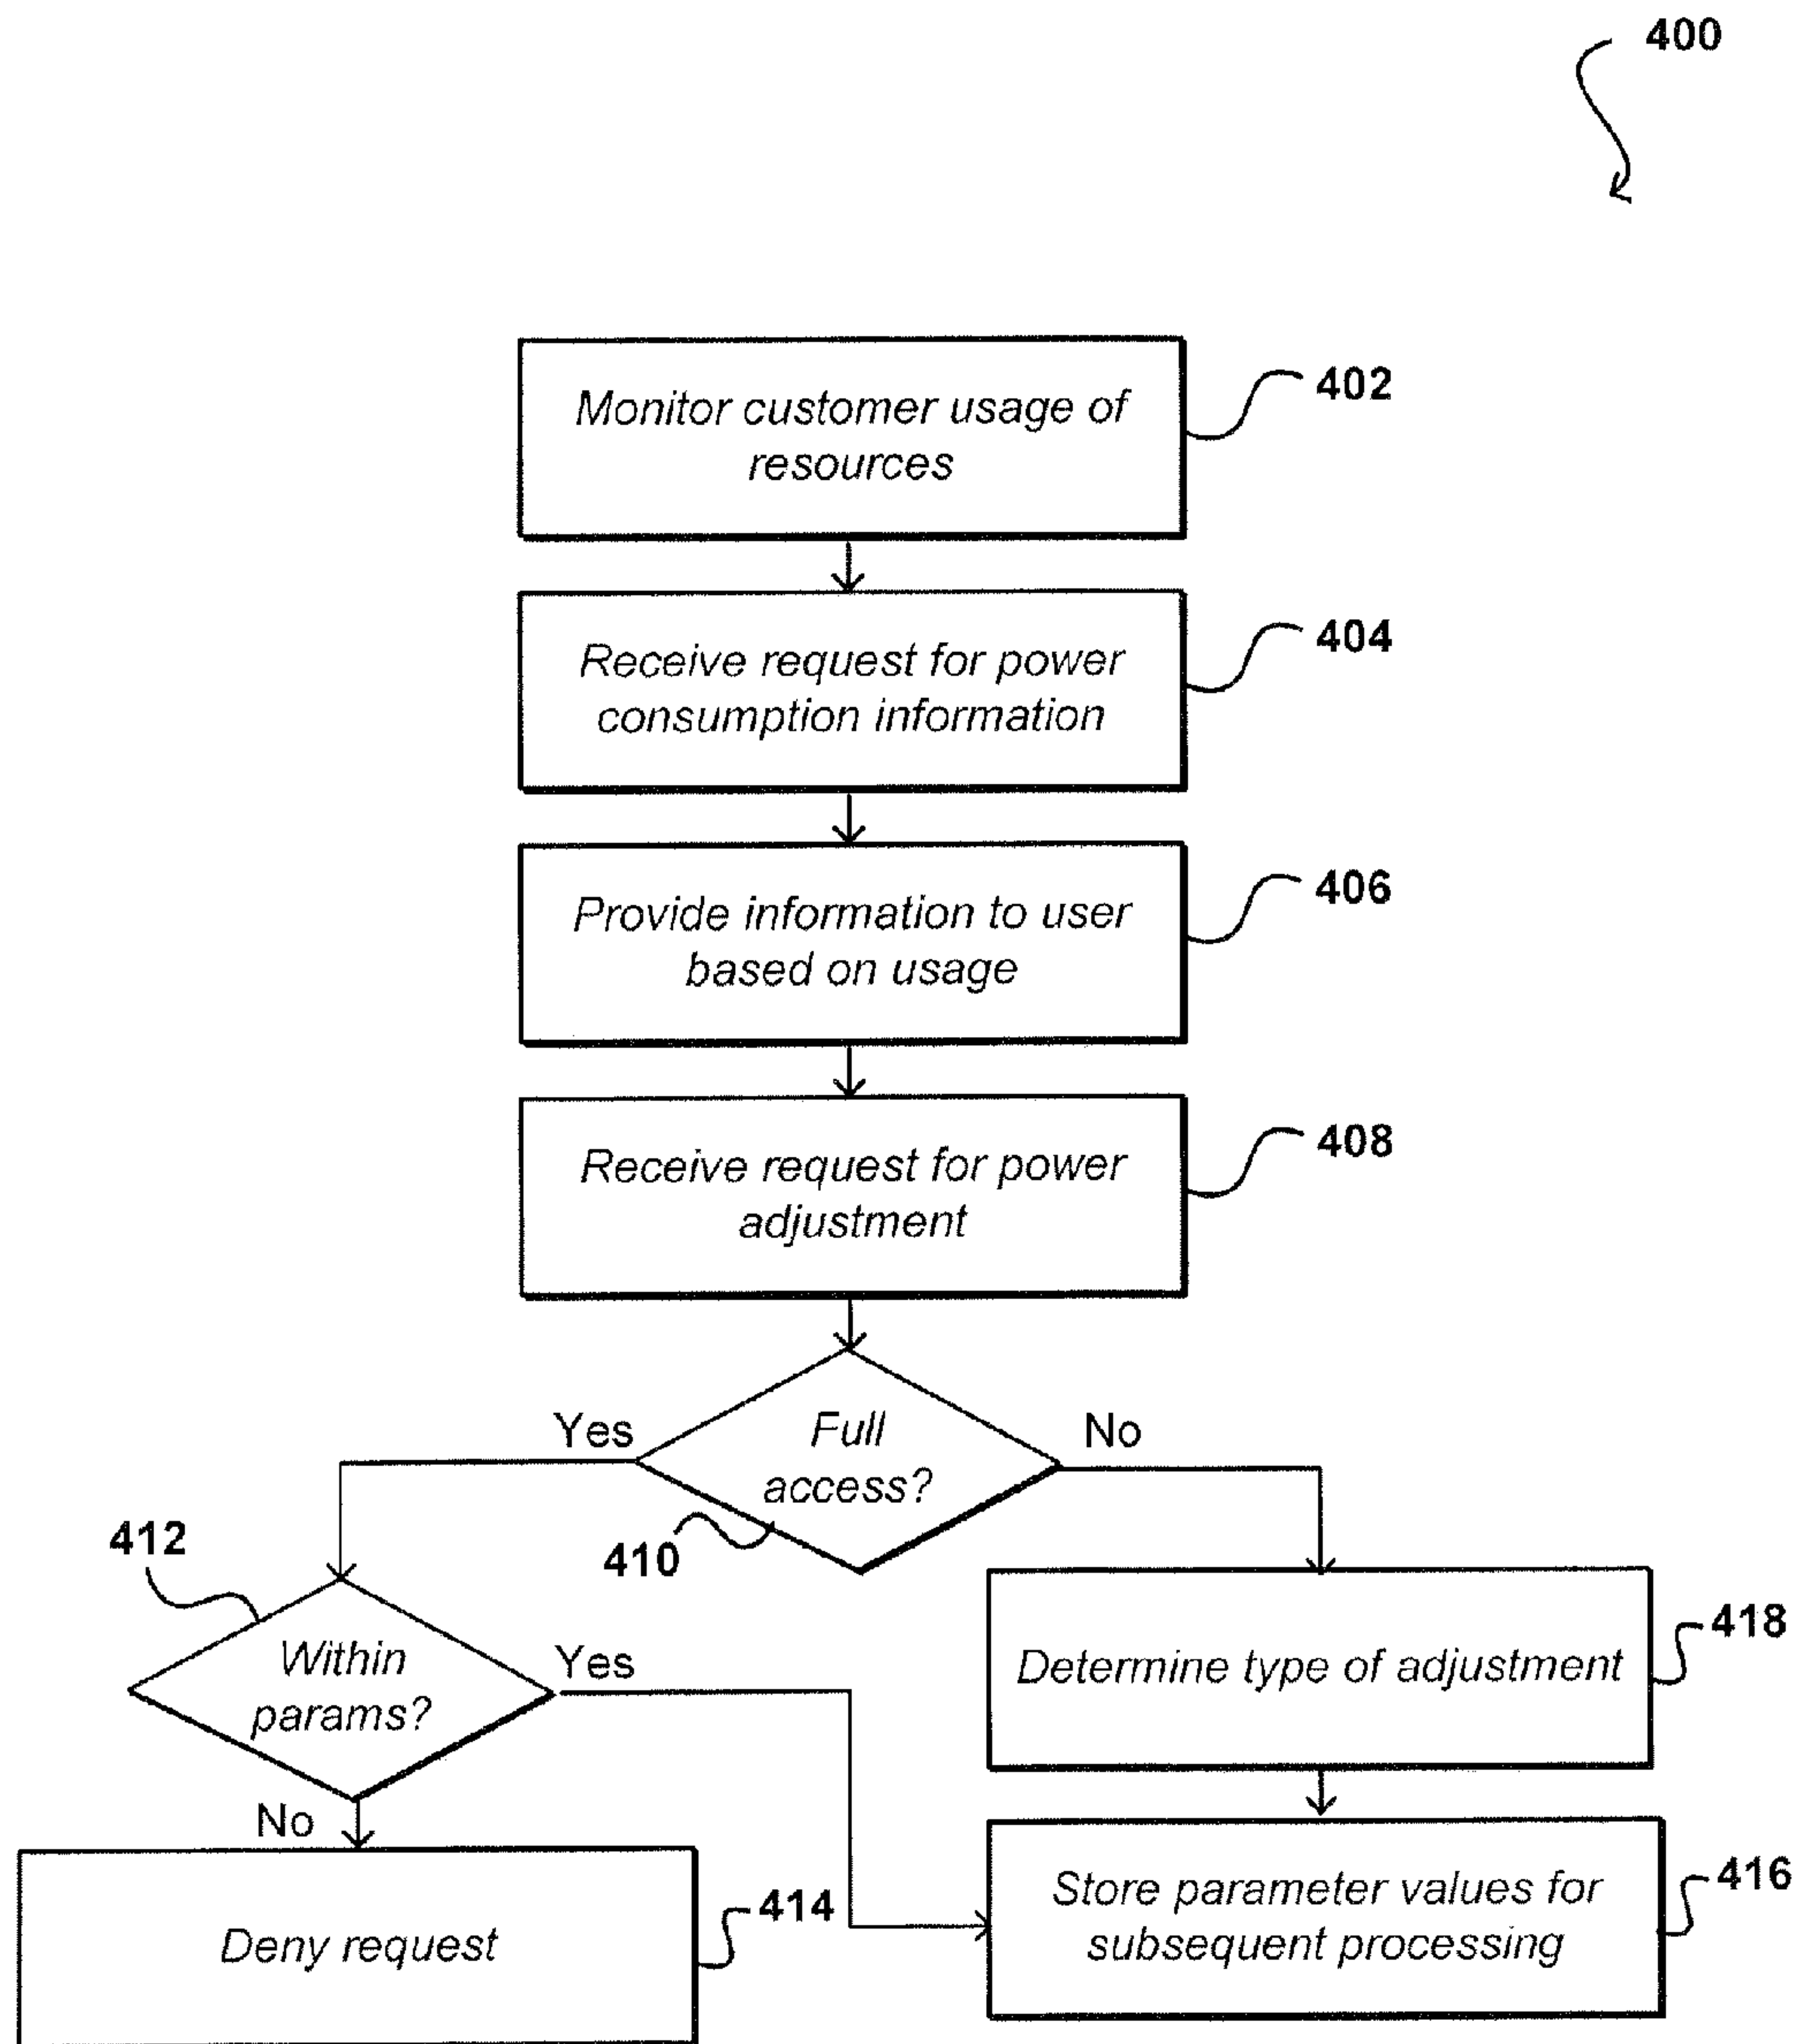 400
Monitor customer usage of
resources
402
Receive request for power
consumption information
404
Provide information to user
based on usage
406
Receive request for power
adjustment
408
Yes
Full
access?
No
410
412
Within
params?
Yes
No
Determine type of adjustment
418
Deny request
414
Store parameter values for
subsequent processing
416